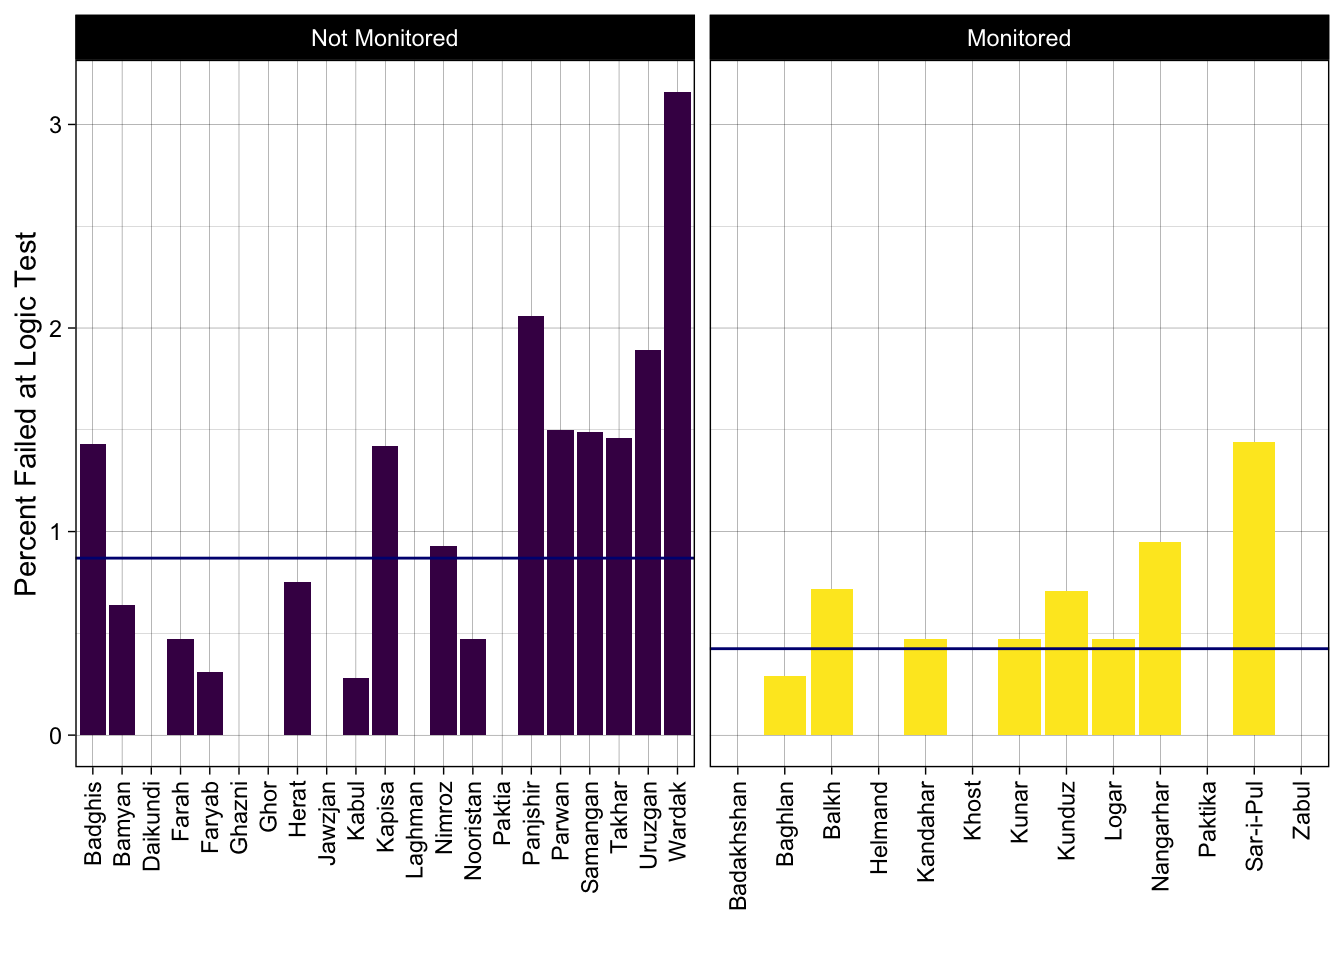 Not Monitored
Monitored
Percent Failed at Logic Test
3
2
1
0
Badghis
Bamyan
Daikundi
Farah
Faryab
Ghazni
Ghor
Herat
Jawzjan
Kabul
Kapisa
Laghman
Nimroz
Nooristan
Paktia
Panjshir
Parwan
Samangan
Takhar
Uruzgan
Wardak
Badakhshan
Baghlan
Balkh
Helmand
Kandahar
Khost
Kunar
Kunduz
Logar
Nangarhar
Paktika
Sar-i-Pul
Zabul